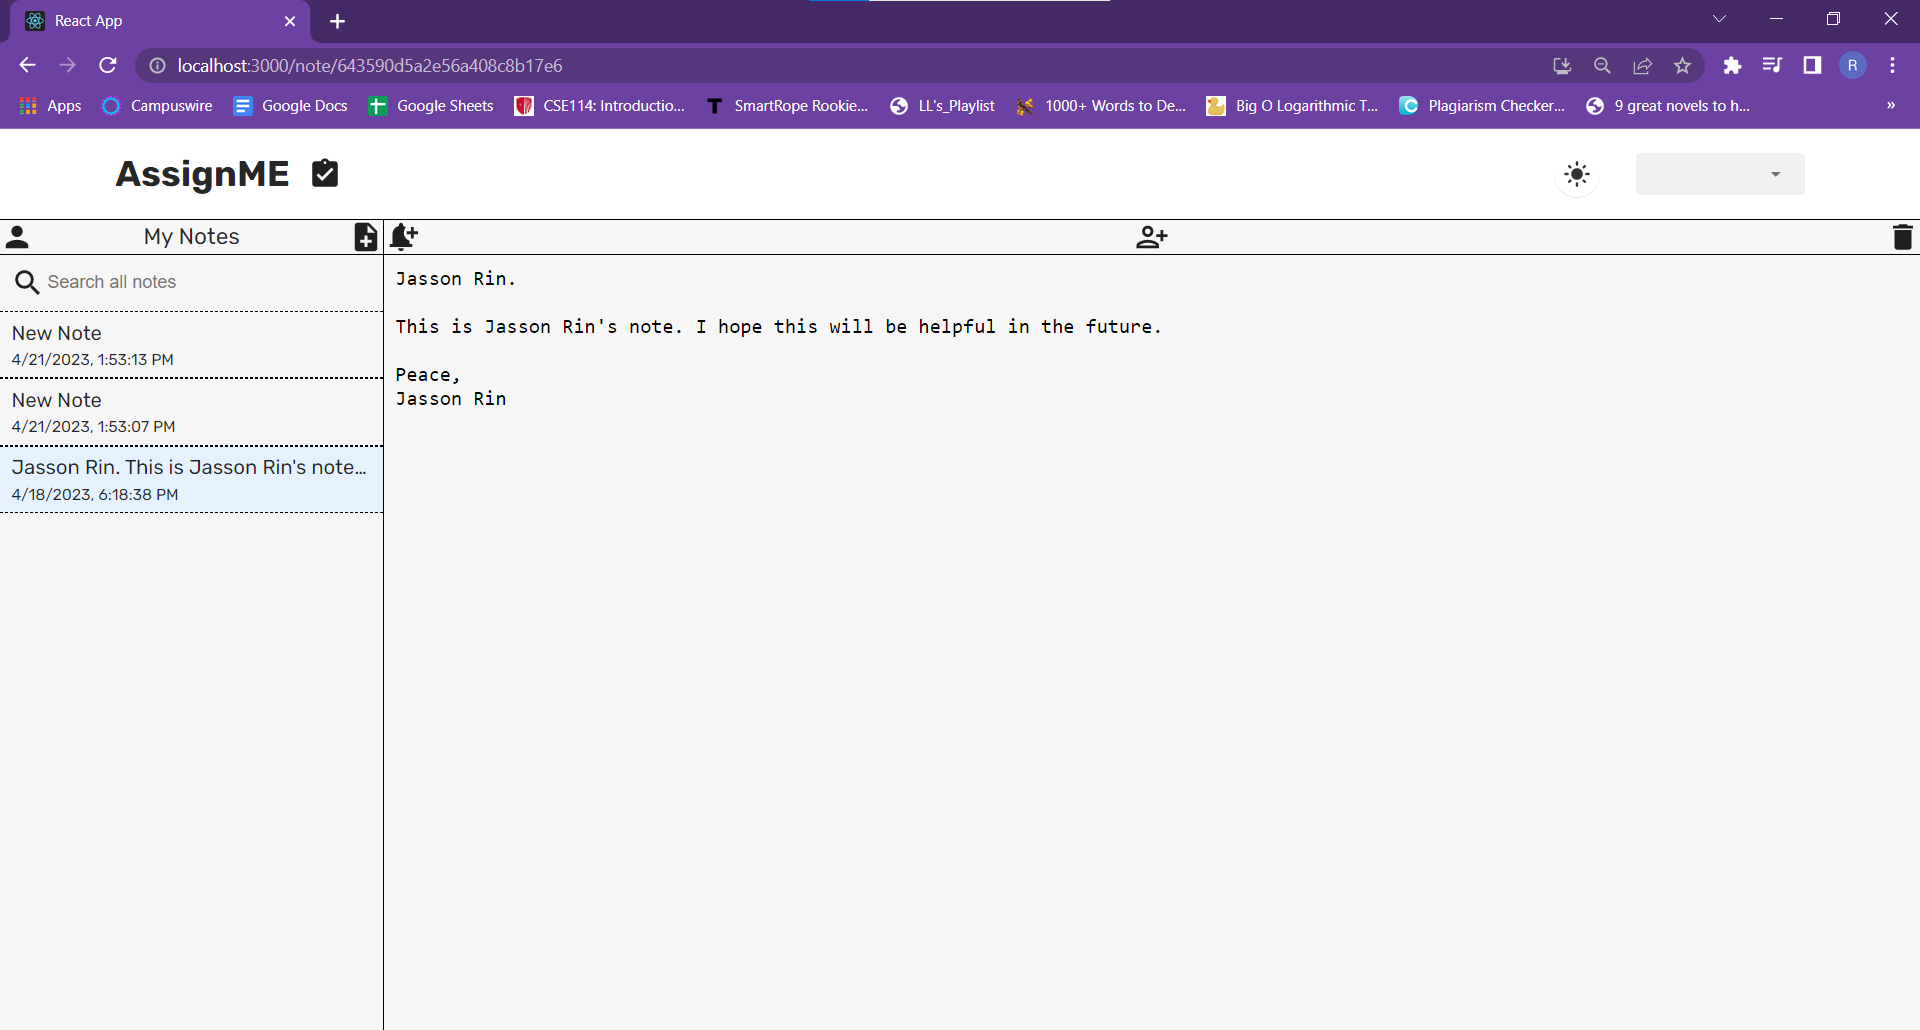 React App
localhost:3000/note/643590d5a2e56a408c8b17e6
R
Apps
Campuswire
Google Docs
Google Sheets
CSE114: Introductio...
T
SmartRope Rookie...
LL's_Playlist
1000+ Words to De...
Big O Logarithmic T...
C
Plagiarism Checker...
9 great novels to h...
»
AssignME
My Notes
Search all notes
New Note
4/21/2023, 1:53:13 PM
New Note
4/21/2023, 1:53:07 PM
Jasson Rin. This is Jasson Rin's note...
4/18/2023, 6:18:38 PM
Jasson Rin.
This is Jasson Rin's note. I hope this will be helpful in the future.
Peace,
Jasson Rin